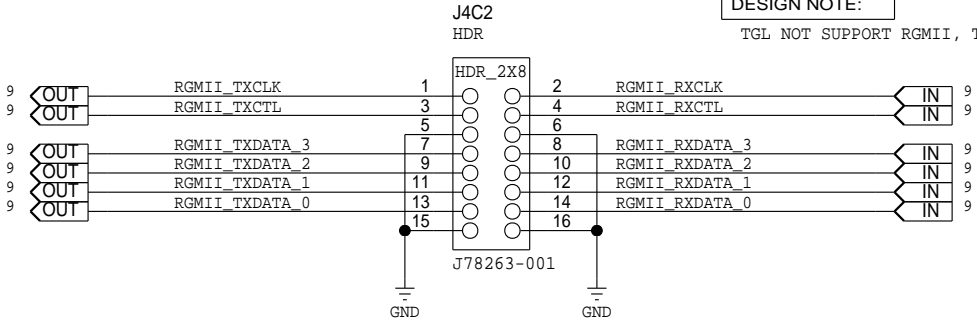 J4C2
HDR
DESIGN NOTE:
TGL NOT SUPPORT RGMII,
HDR_2X8
9 OUT RGMII_TXCLK 1 2 RGMII_RXCLK IN 9
9 OUT RGMII_TXCTL 3 4 RGMII_RXCTL IN 9
5 6
9 OUT RGMII_TXDATA_3 7 8 RGMII_RXDATA_3 IN 9
9 OUT RGMII_TXDATA_2 9 10 RGMII_RXDATA_2 IN 9
9 OUT RGMII_TXDATA_1 11 12 RGMII_RXDATA_1 IN 9
9 OUT RGMII_TXDATA_0 13 14 RGMII_RXDATA_0 IN 9
15 16
J78263-001
GND GND